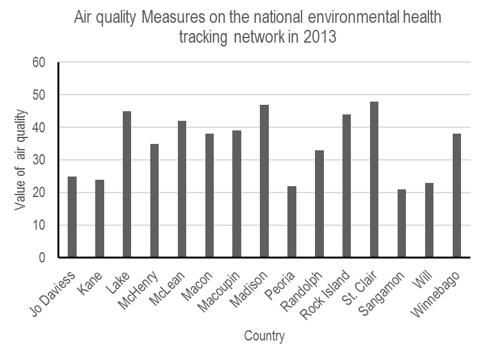 Air quality Measures on the national environmental health
tracking network in 2013
Value of air quality
60
50
40
30
20
10
0
Jo Daviess
Kane
Lake
McHenry
McLean
Macon
Macoupin
Madison
Peoria
Randolph
Rock Island
St. Clair
Sangamon
Will
Winnebago
Country